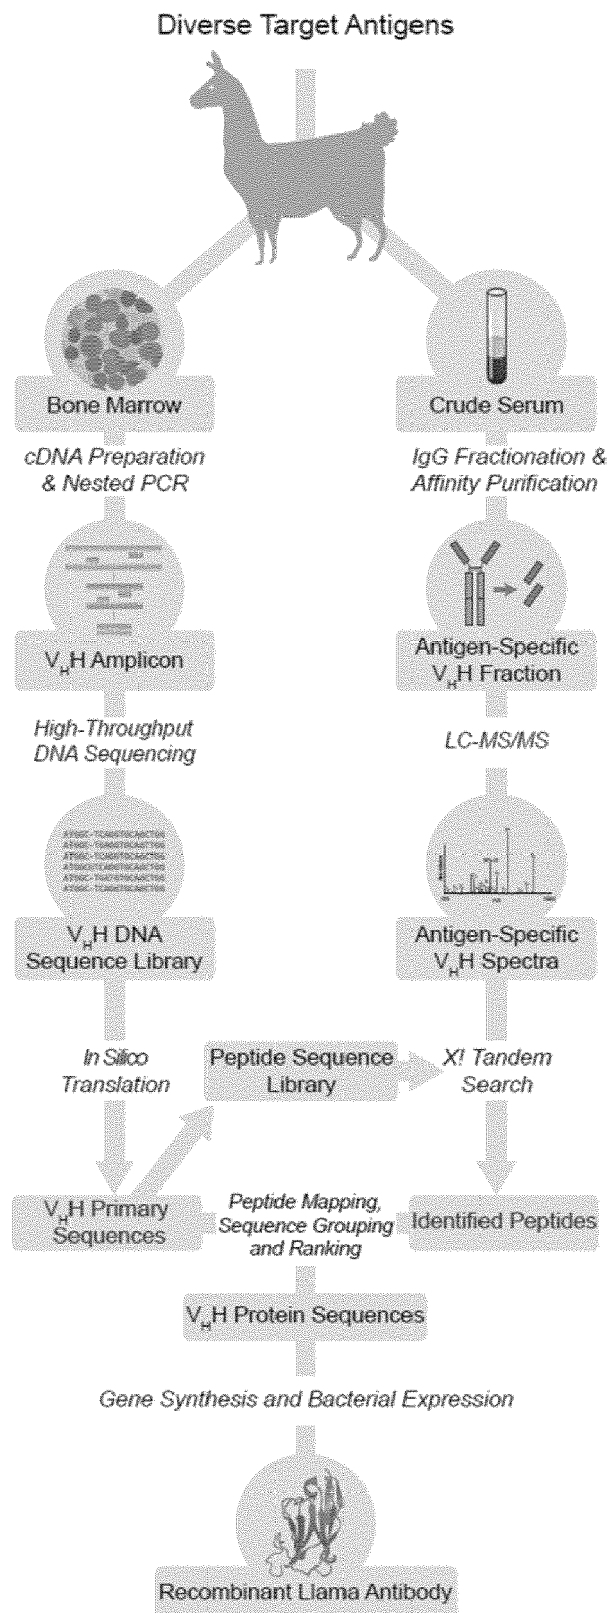 Diverse Target Antigens
Bone Marrow
Crude Serum
cDNA Preparation
& Nested PCR
IgG Fractionation &
Affinity Purification
VHH Amplicon
Antigen-Specific
VHH Fraction
High-Throughput
DNA Sequencing
LC-MS/MS
VHH DNA
Sequence Library
Antigen-Specific
VHH Spectra
In Silico
Translation
Peptide Sequence
Library
X! Tandem
Search
VHH Primary
Sequences
Peptide Mapping,
Sequence Grouping
and Ranking
Identified Peptides
VHH Protein Sequences
Gene Synthesis and Bacterial Expression
Recombinant Llama Antibody